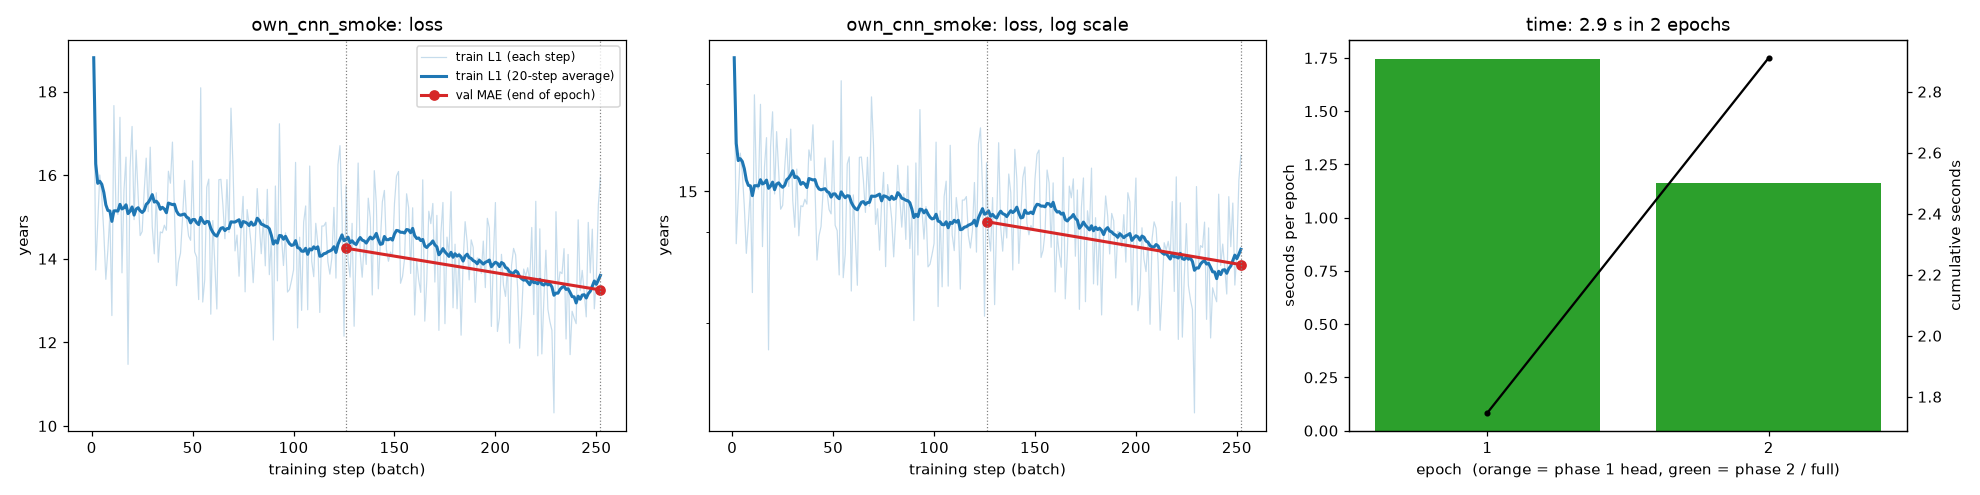 own_cnn_smoke: loss
train L1 (each step)
train L1 (20-step average)
val MAE (end of epoch)
years
18
16
14
12
10
0 50 100 150 200 250
training step (batch)
own_cnn_smoke: loss, log scale
years
15
0 50 100 150 200 250
training step (batch)
time: 2.9 s in 2 epochs
seconds per epoch
1.75
1.50
1.25
1.00
0.75
0.50
0.25
0.00
1 2
epoch  (orange = phase 1 head, green = phase 2 / full)
2.8
2.6
2.4
2.2
2.0
1.8
cumulative seconds